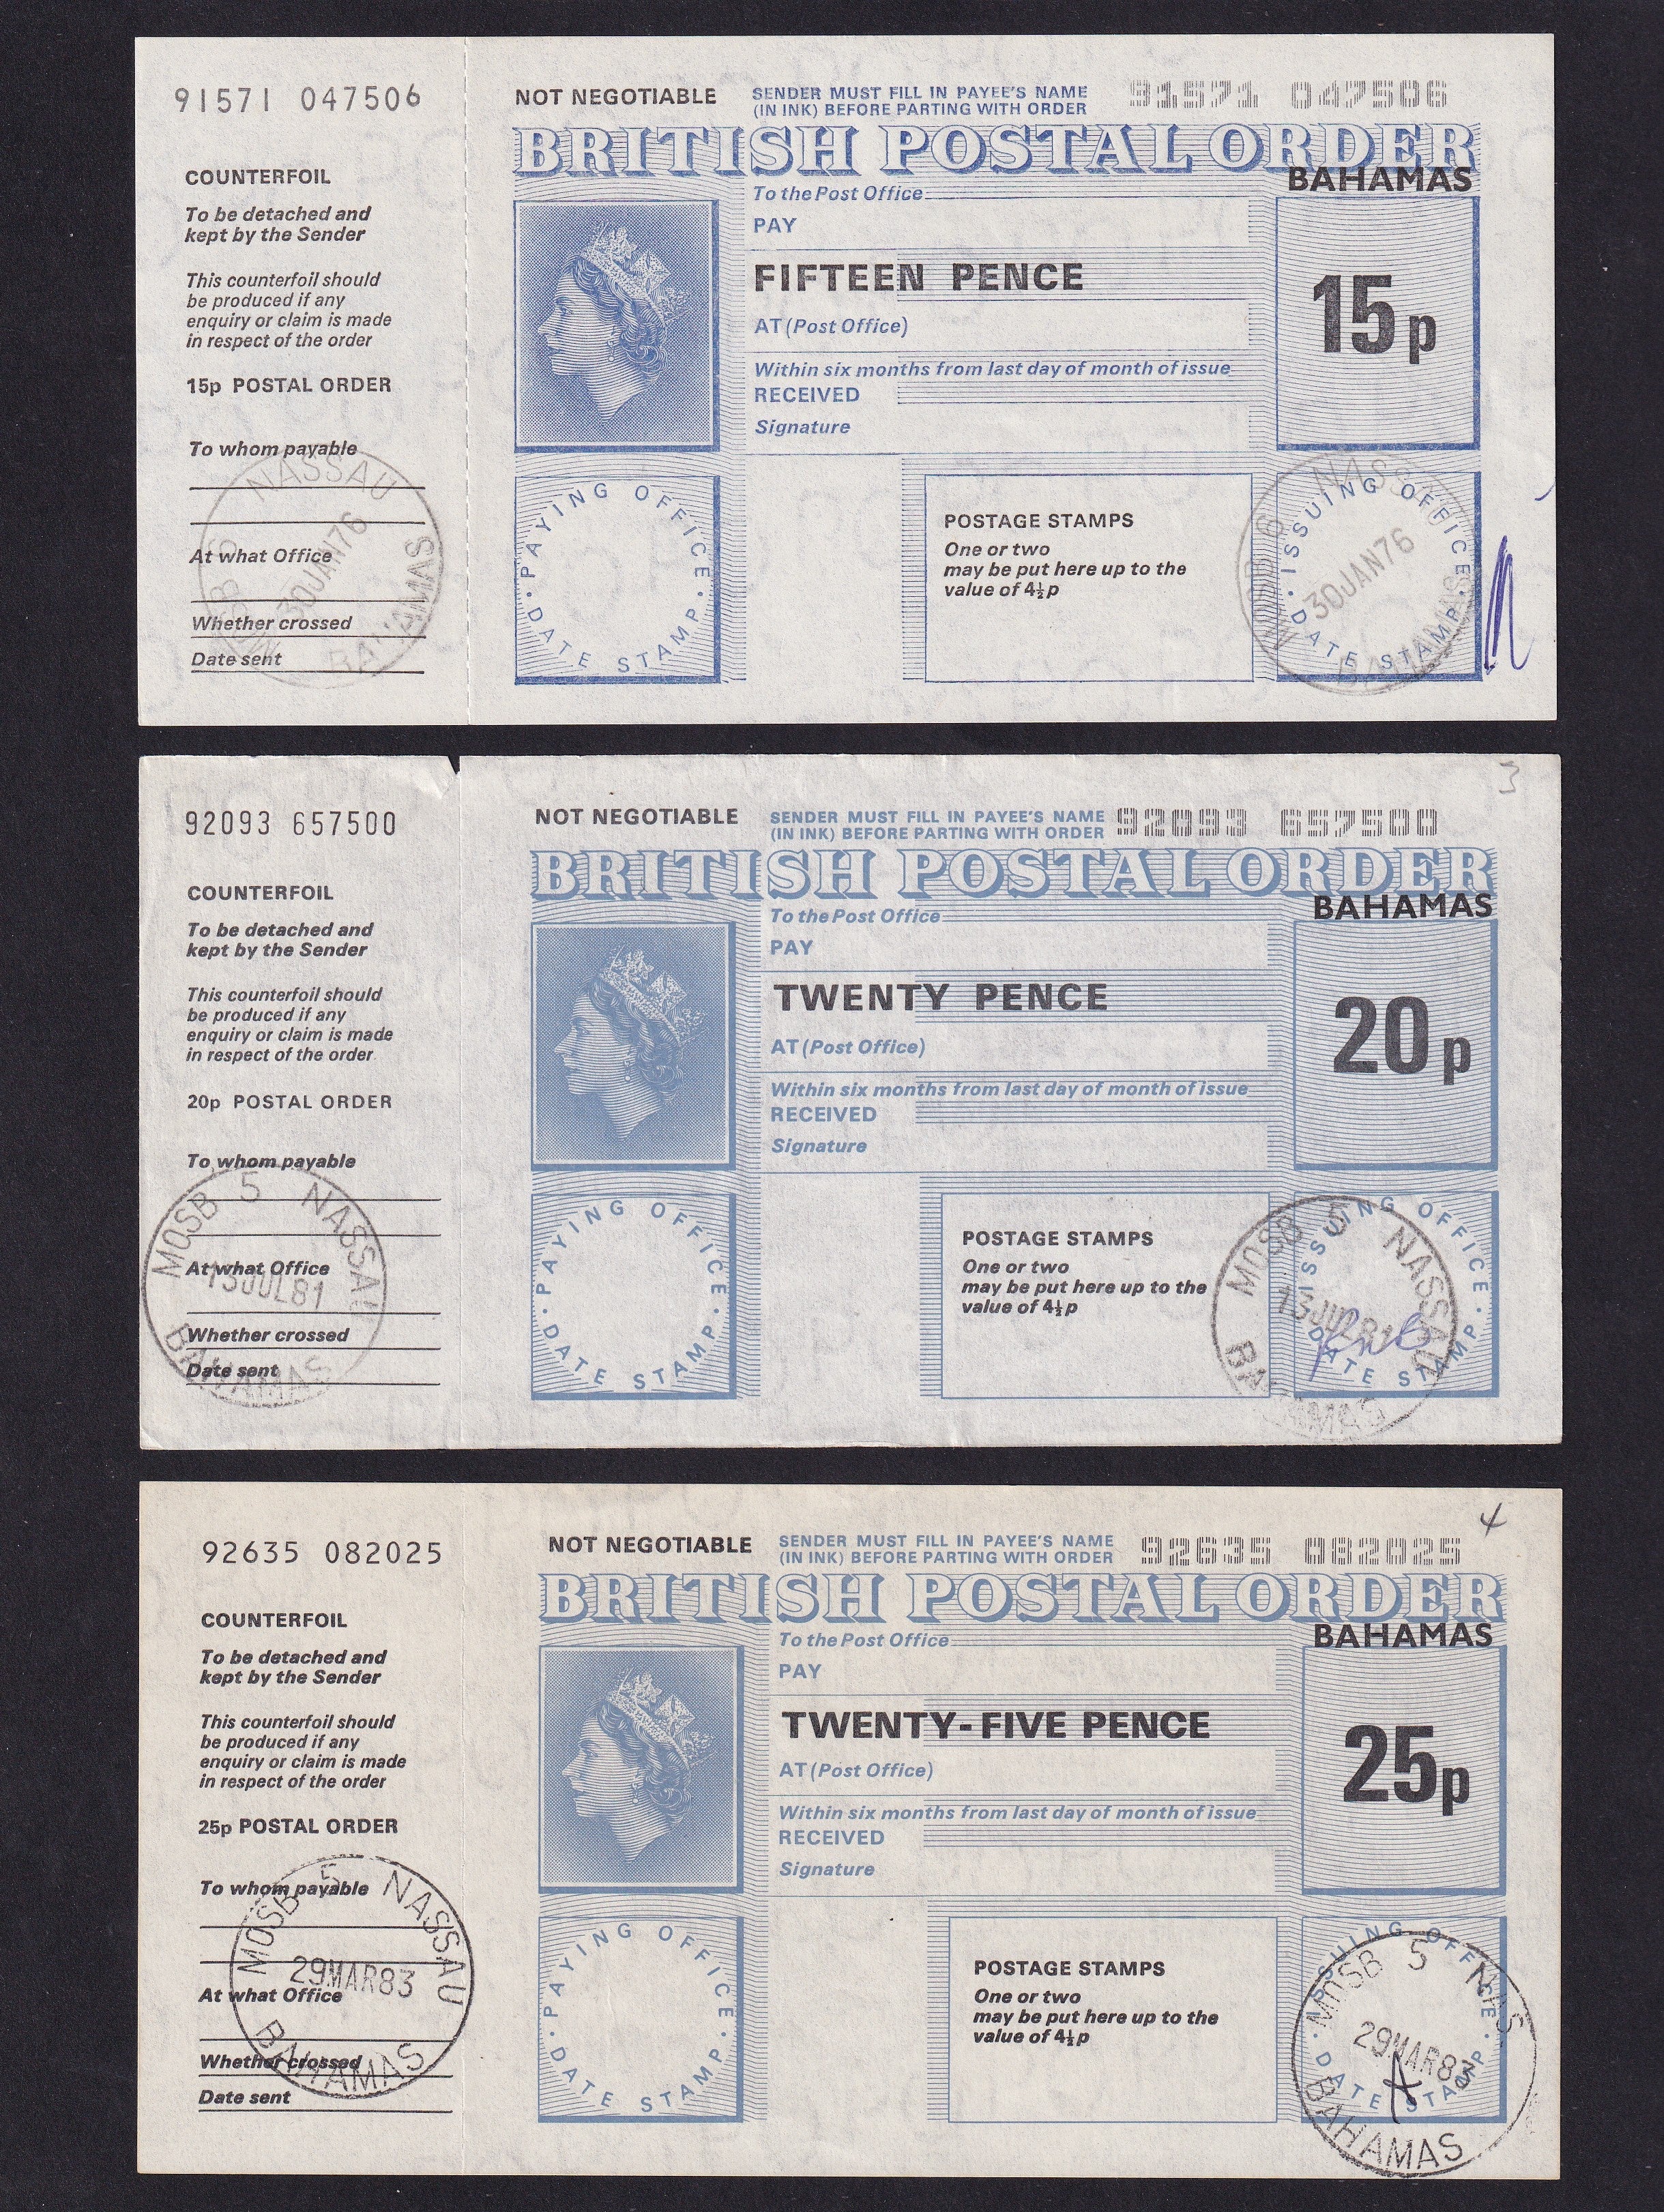 91571 047506
COUNTERFOIL
To be detached and
kept by the Sender
This counterfoil should
be produced if any
enquiry or claim is made
in respect of the order
15p POSTAL ORDER
To whom payable
At what Office
Whether crossed
Date sent
NASSAU
30JAN76
BAHAMAS
NOT NEGOTIABLE
SENDER MUST FILL IN PAYEE'S NAME
(IN INK) BEFORE PARTING WITH ORDER
91571 047506
BRITISH POSTAL ORDER
BAHAMAS
To the Post Office
PAY
FIFTEEN PENCE
15p
AT (Post Office)
Within six months from last day of month of issue
RECEIVED
Signature
PAYING OFFICE
DATE STAMP
POSTAGE STAMPS
One or two
may be put here up to the
value of 4½p
ISSUING OFFICE
DATE STAMP
30JAN76
92093 657500
COUNTERFOIL
To be detached and
kept by the Sender
This counterfoil should
be produced if any
enquiry or claim is made
in respect of the order
20p POSTAL ORDER
To whom payable
At what Office
Whether crossed
Date sent
MOSB 5 NASSAU
13JUL81
BAHAMAS
3
NOT NEGOTIABLE
SENDER MUST FILL IN PAYEE'S NAME
(IN INK) BEFORE PARTING WITH ORDER
92093 657500
BRITISH POSTAL ORDER
BAHAMAS
To the Post Office
PAY
TWENTY PENCE
20p
AT (Post Office)
Within six months from last day of month of issue
RECEIVED
Signature
PAYING OFFICE
DATE STAMP
POSTAGE STAMPS
One or two
may be put here up to the
value of 4½p
ISSUING OFFICE
DATE STAMP
MOSB 5 NASSAU
13JUL81
BAHAMAS
92635 082025
COUNTERFOIL
To be detached and
kept by the Sender
This counterfoil should
be produced if any
enquiry or claim is made
in respect of the order
25p POSTAL ORDER
To whom payable
At what Office
Whether crossed
Date sent
MOSB 5 NASSAU
29MAR83
BAHAMAS
4
NOT NEGOTIABLE
SENDER MUST FILL IN PAYEE'S NAME
(IN INK) BEFORE PARTING WITH ORDER
92635 082025
BRITISH POSTAL ORDER
BAHAMAS
To the Post Office
PAY
TWENTY-FIVE PENCE
25p
AT (Post Office)
Within six months from last day of month of issue
RECEIVED
Signature
PAYING OFFICE
DATE STAMP
POSTAGE STAMPS
One or two
may be put here up to the
value of 4½p
ISSUING OFFICE
DATE STAMP
MOSB 5 NAS
29MAR83
BAHAMAS